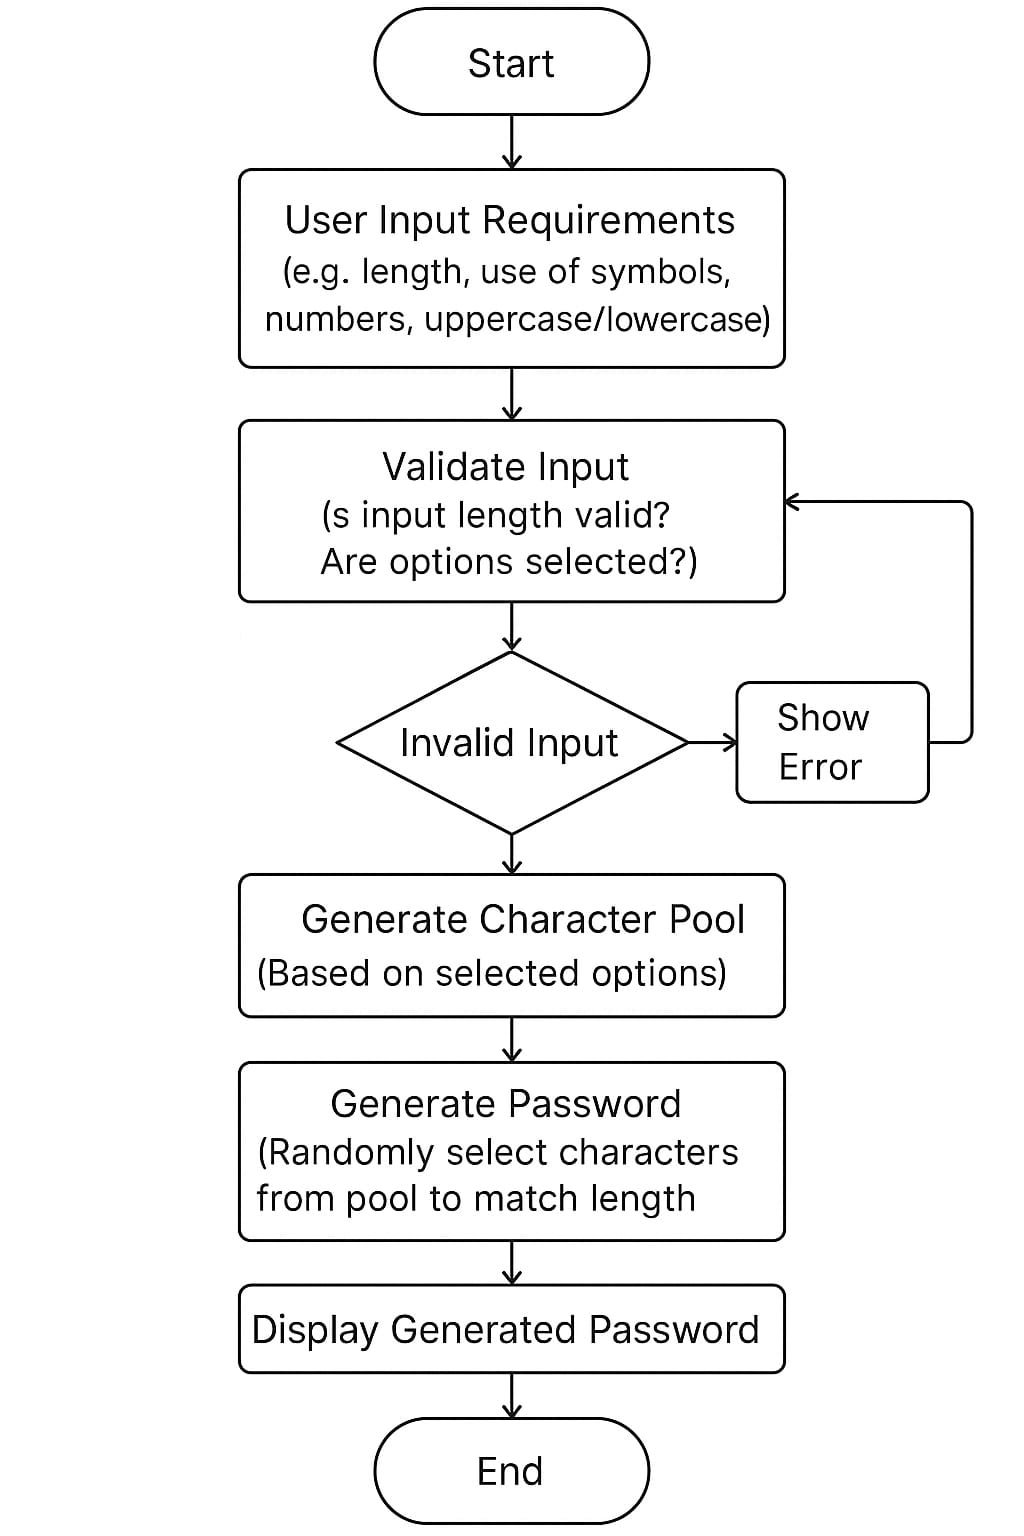 Start
User Input Requirements
(e.g. length, use of symbols,
numbers, uppercase/lowercase)
Validate Input
(s input length valid?
Are options selected?)
Invalid Input
Show
Error
Generate Character Pool
(Based on selected options)
Generate Password
(Randomly select characters
from pool to match length
Display Generated Password
End